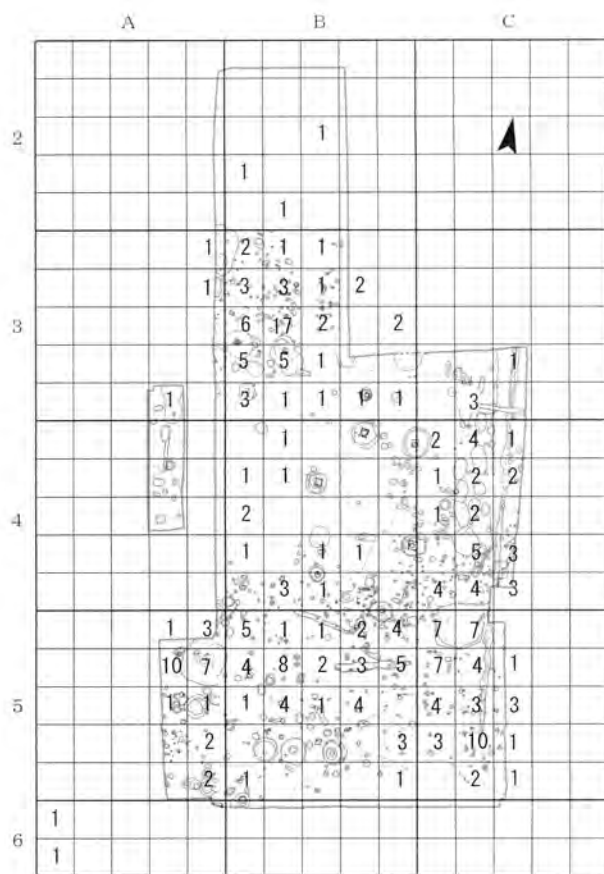 A B C
2 1
1
1
1 2 1 1
1 3 3 1 2
3 6 17 2 2
5 5 1 1
1 3 1 1 1 1 3
1 2 4 1
1 1 1 2 2
4 2 1 2
1 1 1 5 3
3 1 4 4 3
1 3 5 1 1 2 4 7 7
10 7 4 8 2 3 5 7 4 1
5 1 1 1 4 1 4 4 3 3
2 3 3 10 1
2 1 1 2 1
1
6 1